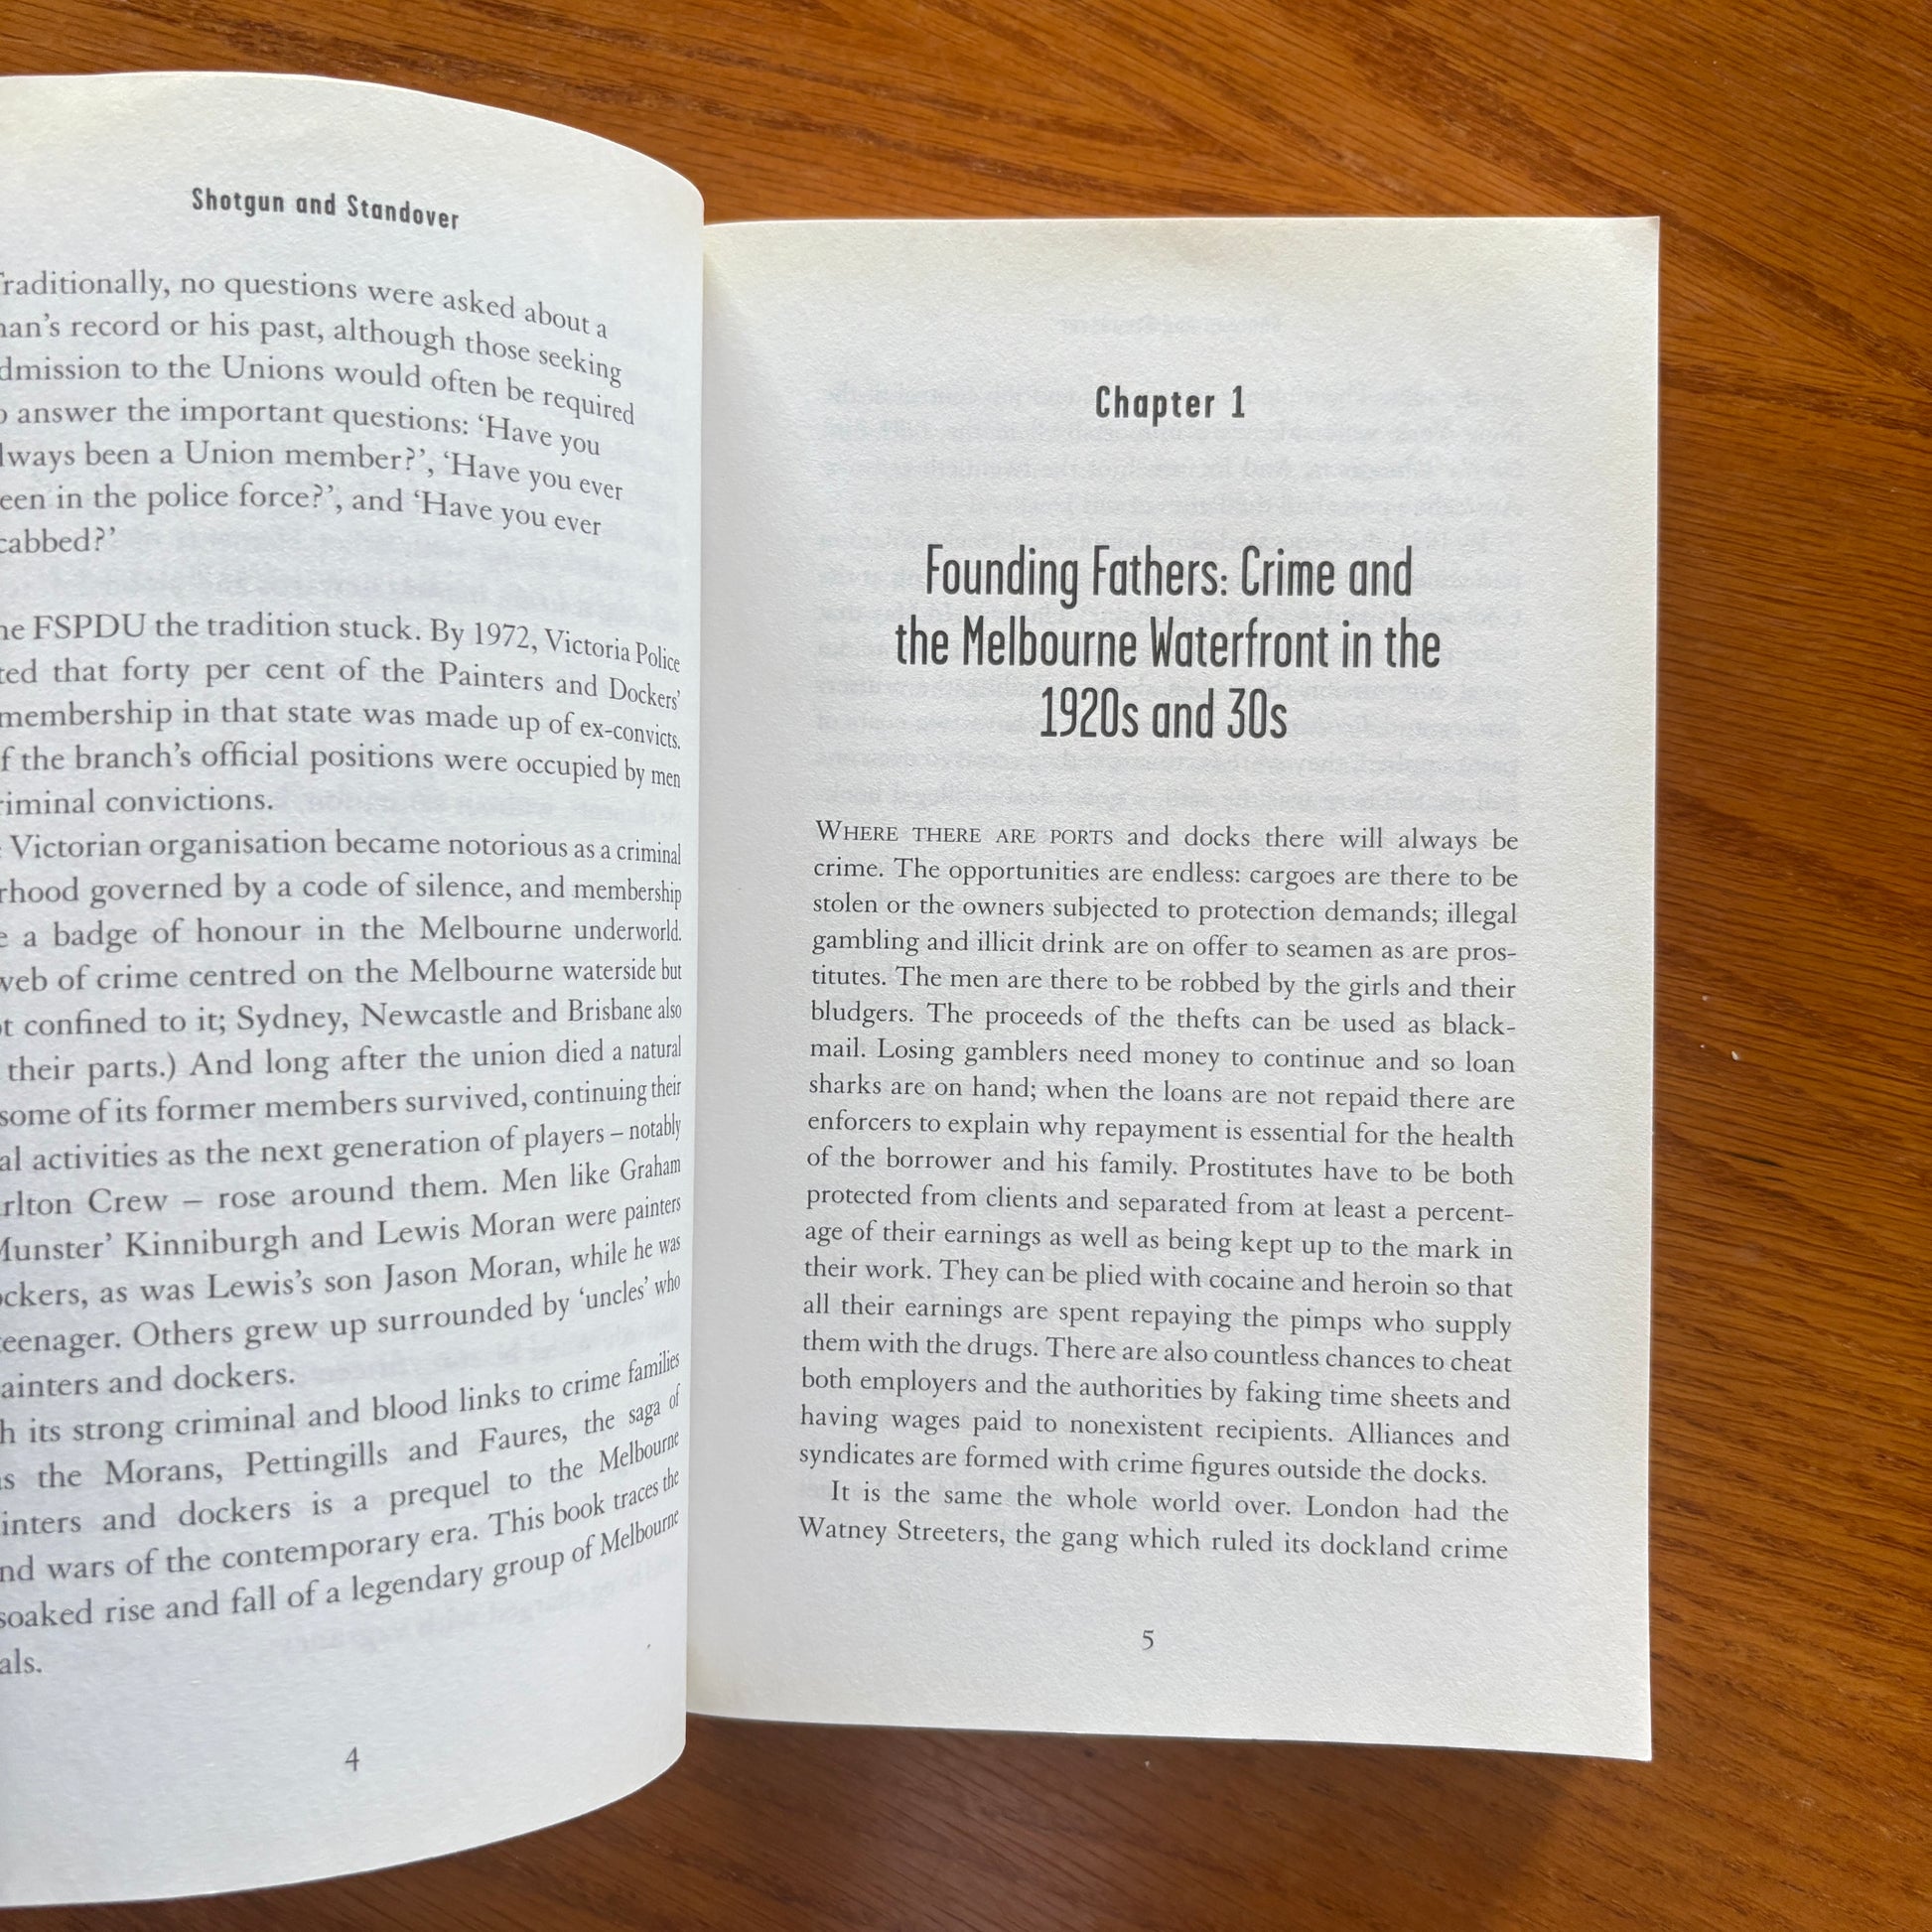 Shotgun and Standover
raditionally, no questions were asked about a
an's record or his past, although those seeking
dmission to the Unions would often be required
o answer the important questions: ‘Have you
lways been a Union member?’, ‘Have you ever
een in the police force?’, and ‘Have you ever
cabbed?’
he FSPDU the tradition stuck. By 1972, Victoria Police
ted that forty per cent of the Painters and Dockers’
membership in that state was made up of ex-convicts.
f the branch’s official positions were occupied by men
riminal convictions.
Victorian organisation became notorious as a criminal
rhood governed by a code of silence, and membership
e a badge of honour in the Melbourne underworld.
web of crime centred on the Melbourne waterside but
ot confined to it; Sydney, Newcastle and Brisbane also
their parts.) And long after the union died a natural
some of its former members survived, continuing their
al activities as the next generation of players – notably
rlton Crew – rose around them. Men like Graham
Munster’ Kinniburgh and Lewis Moran were painters
ockers, as was Lewis’s son Jason Moran, while he was
eenager. Others grew up surrounded by ‘uncles’ who
ainters and dockers.
h its strong criminal and blood links to crime families
s the Morans, Pettingills and Faures, the saga of
inters and dockers is a prequel to the Melbourne
nd wars of the contemporary era. This book traces the
soaked rise and fall of a legendary group of Melbourne
als.
4
Chapter 1
Founding Fathers: Crime and
the Melbourne Waterfront in the
1920s and 30s
WHERE THERE ARE PORTS and docks there will always be
crime. The opportunities are endless: cargoes are there to be
stolen or the owners subjected to protection demands; illegal
gambling and illicit drink are on offer to seamen as are pros-
titutes. The men are there to be robbed by the girls and their
bludgers. The proceeds of the thefts can be used as black-
mail. Losing gamblers need money to continue and so loan
sharks are on hand; when the loans are not repaid there are
enforcers to explain why repayment is essential for the health
of the borrower and his family. Prostitutes have to be both
protected from clients and separated from at least a percent-
age of their earnings as well as being kept up to the mark in
their work. They can be plied with cocaine and heroin so that
all their earnings are spent repaying the pimps who supply
them with the drugs. There are also countless chances to cheat
both employers and the authorities by faking time sheets and
having wages paid to nonexistent recipients. Alliances and
syndicates are formed with crime figures outside the docks.
It is the same the whole world over. London had the
Watney Streeters, the gang which ruled its dockland crime
5